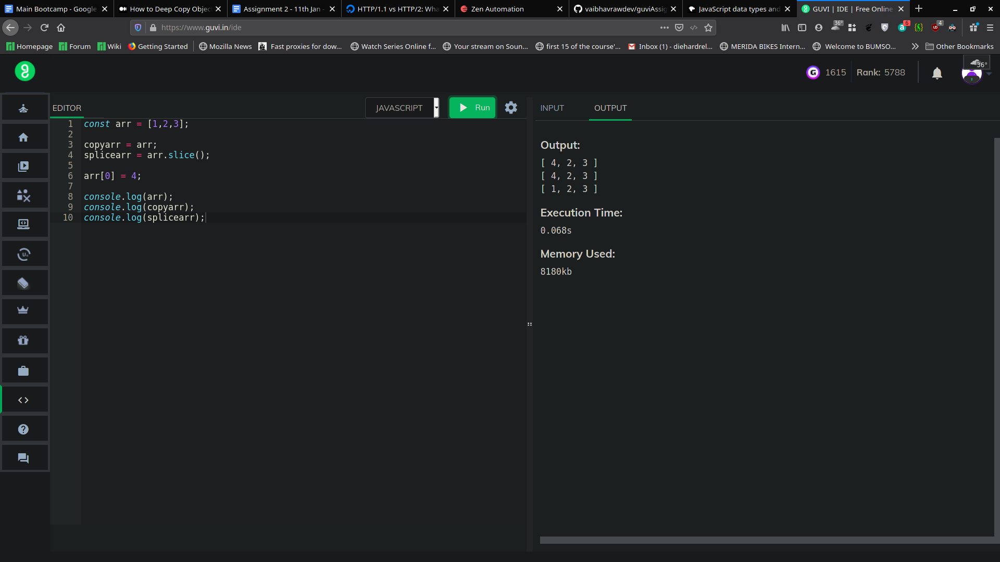 Main Bootcamp - Google
How to Deep Copy Objec
Assignment 2 - 11th Jan -
HTTP/1.1 vs HTTP/2: Wha
Zen Automation
vaibhavrawdev/guviAssig
JavaScript data types and
GUVI | IDE | Free Online
https://www.guvi.in/ide
36°
6
4
Homepage
Forum
Wiki
Getting Started
Mozilla News
Fast proxies for dow...
Watch Series Online f...
Your stream on Soun...
first 15 of the course'...
Inbox (1) - diehardrel...
MERIDA BIKES Intern...
Welcome to BUMSO...
Other Bookmarks
36°
G 1615
Rank: 5788
EDITOR
JAVASCRIPT
Run
INPUT
OUTPUT
1 const arr = [1,2,3];
2
3 copyarr = arr;
4 splicearr = arr.slice();
5
6 arr[0] = 4;
7
8 console.log(arr);
9 console.log(copyarr);
10 console.log(splicearr);
Output:
[ 4, 2, 3 ]
[ 4, 2, 3 ]
[ 1, 2, 3 ]
Execution Time:
0.068s
Memory Used:
8180kb